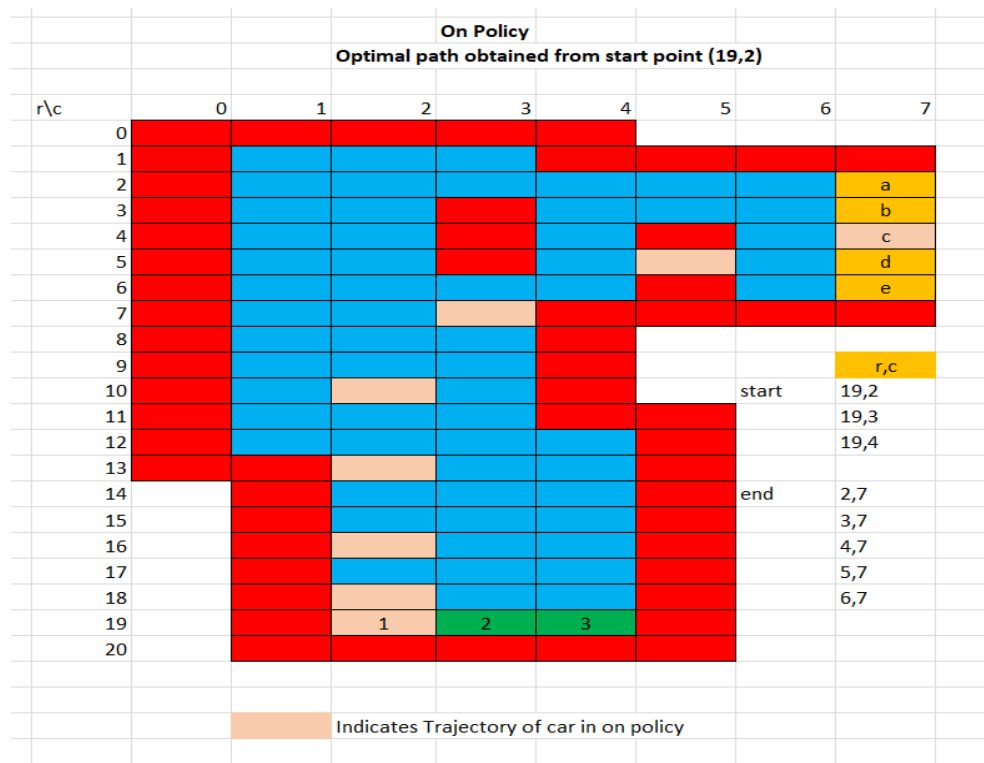 On Policy
Optimal path obtained from start point (19,2)
r\c 0 1 2 3 4 5 6 7
0
1
2 a
3 b
4 c
5 d
6 e
7
8
9 r,c
10 start 19,2
11 19,3
12 19,4
13
14 end 2,7
15 3,7
16 4,7
17 5,7
18 6,7
19 1 2 3
20
Indicates Trajectory of car in on policy